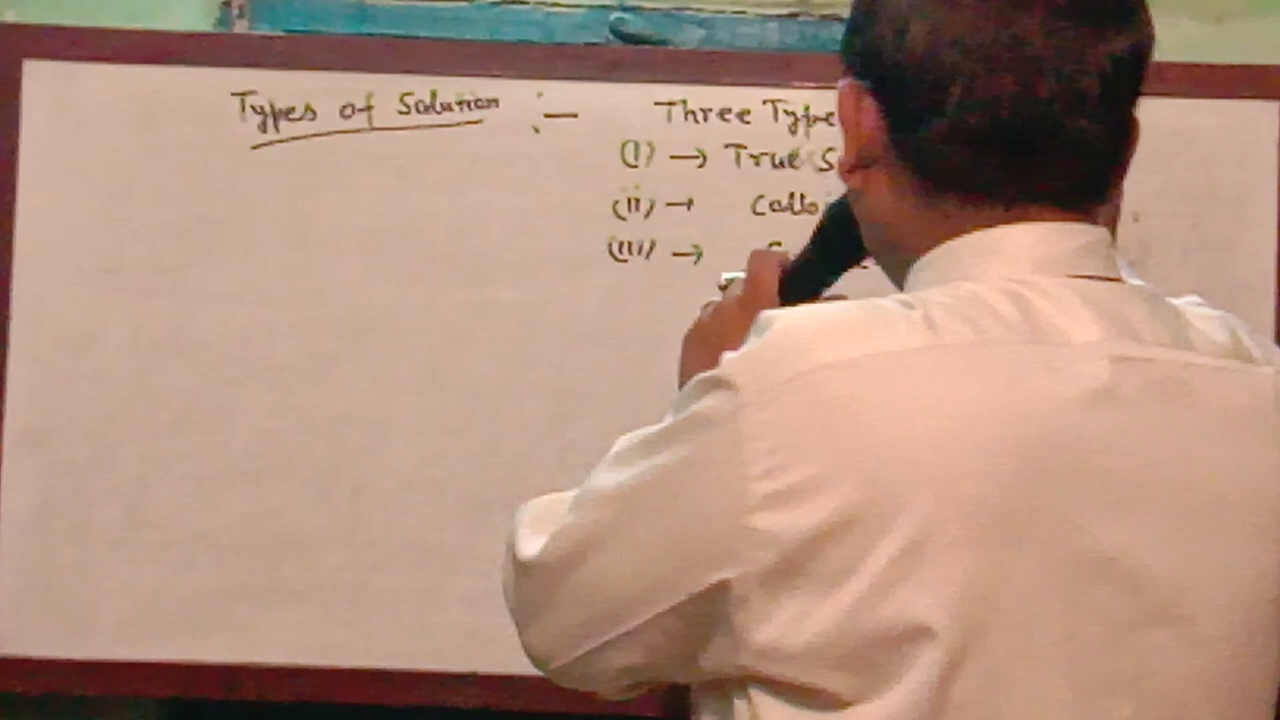 Types of Solution :- Three Type
(i) → True S
(ii) → Collo
(iii) → S